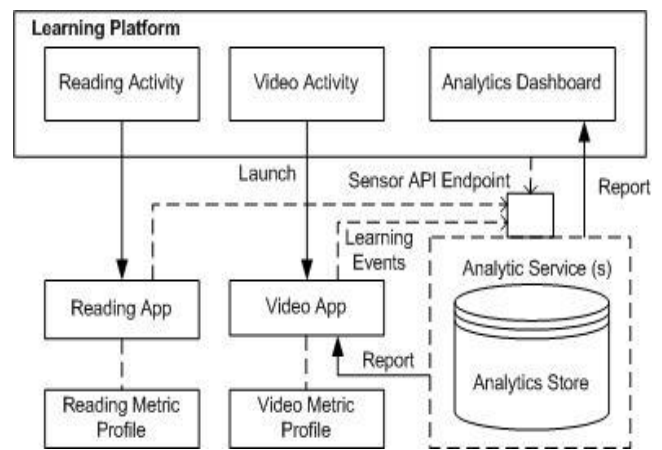 Learning Platform
Reading Activity
Video Activity
Analytics Dashboard
Launch
Sensor API Endpoint
Report
Learning
Events
Analytic Service (s)
Reading App
Video App
Report
Analytics Store
Reading Metric
Profile
Video Metric
Profile